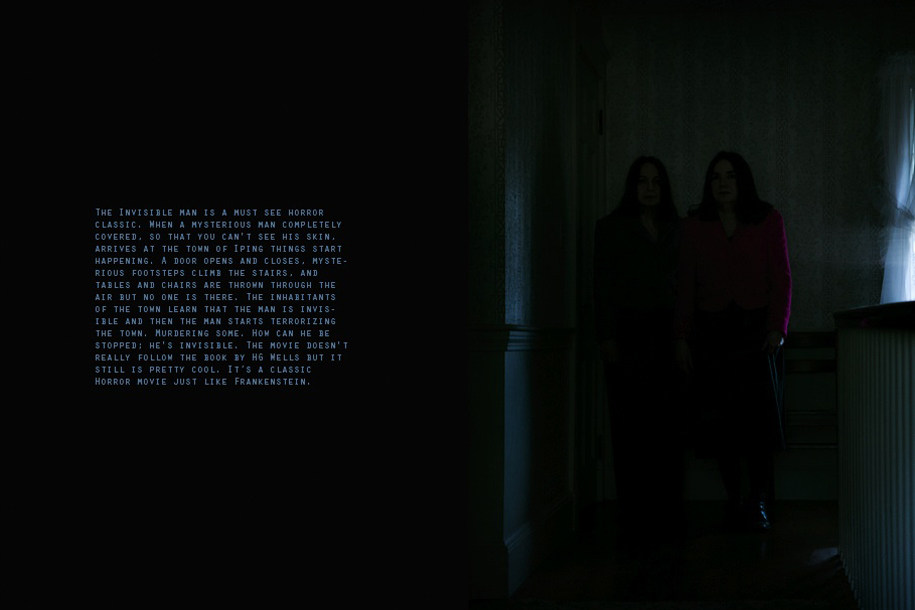 The Invisible man is a must see horror
classic. When a mysterious man completely
covered, so that you can't see his skin,
arrives at the town of Iping things start
happening. A door opens and closes, myste-
rious footsteps climb the stairs, and
tables and chairs are thrown through the
air but no one is there. The inhabitants
of the town learn that the man is invis-
ible and then the man starts terrorizing
the town. Murdering some. How can he be
stopped; he's invisible. The movie doesn't
really follow the book by HG Wells but it
still is pretty cool. It's a classic
Horror movie just like Frankenstein.